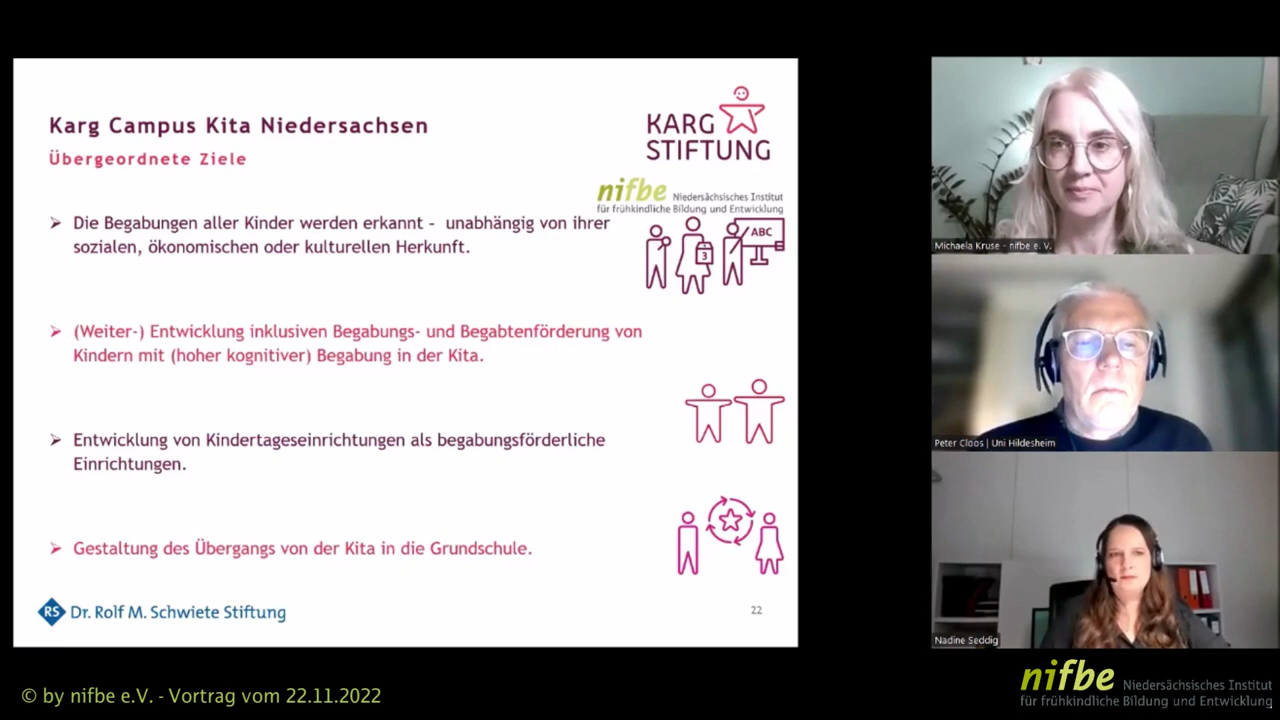 Karg Campus Kita Niedersachsen
Übergeordnete Ziele
KARG
STIFTUNG
nifbe Niedersächsisches Institut
für frühkindliche Bildung und Entwicklung
➢ Die Begabungen aller Kinder werden erkannt - unabhängig von ihrer
sozialen, ökonomischen oder kulturellen Herkunft.
ABC
3
➢ (Weiter-) Entwicklung inklusiven Begabungs- und Begabtenförderung von
Kindern mit (hoher kognitiver) Begabung in der Kita.
➢ Entwicklung von Kindertageseinrichtungen als begabungsförderliche
Einrichtungen.
➢ Gestaltung des Übergangs von der Kita in die Grundschule.
RS Dr. Rolf M. Schwiete Stiftung
22
Michaela Kruse - nifbe e. V.
Peter Cloos | Uni Hildesheim
Nadine Seddig
© by nifbe e.V. - Vortrag vom 22.11.2022
nifbe Niedersächsisches Institut
für frühkindliche Bildung und Entwicklung